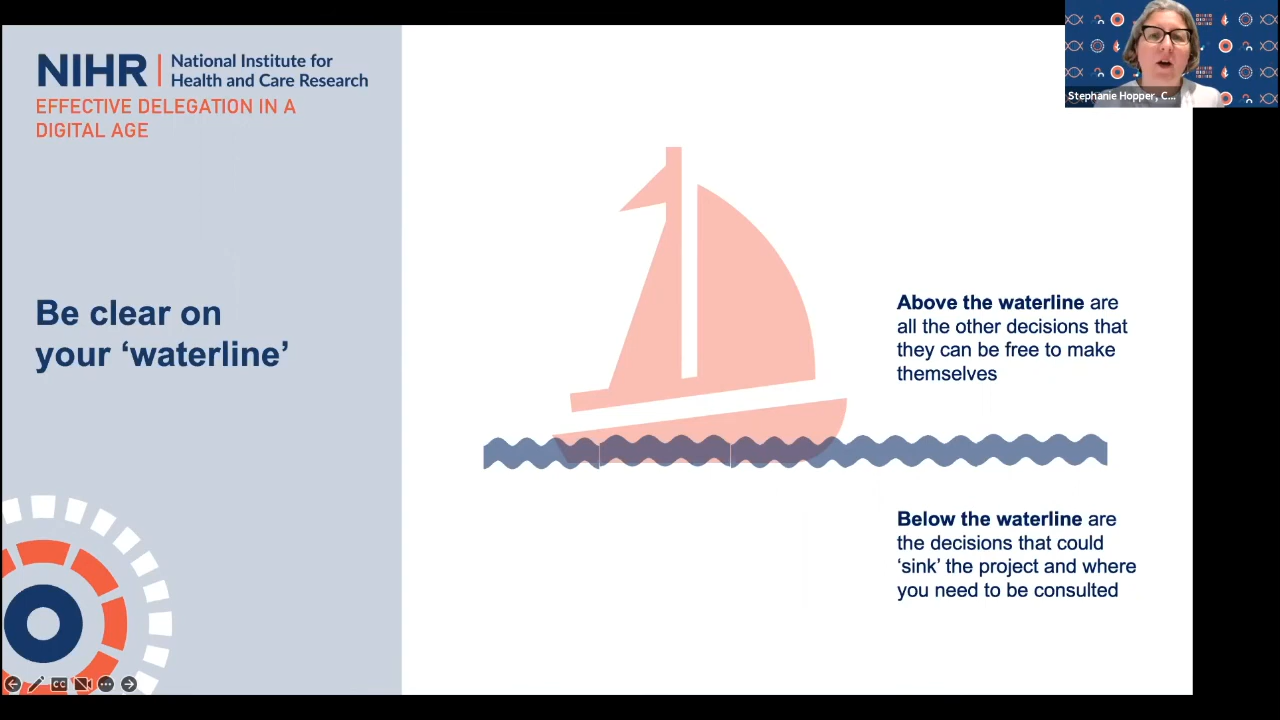 NIHR
National Institute for
Health and Care Research
EFFECTIVE DELEGATION IN A
DIGITAL AGE
Stephanie Hopper, C...
Be clear on
your ‘waterline’
Above the waterline are
all the other decisions that
they can be free to make
themselves
Below the waterline are
the decisions that could
‘sink’ the project and where
you need to be consulted
CC